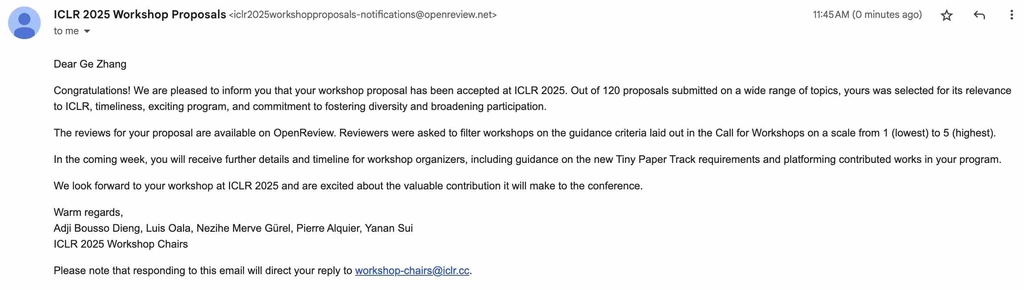 ICLR 2025 Workshop Proposals <iclr2025workshopproposals-notifications@openreview.net> 11:45 AM (0 minutes ago)
to me
Dear Ge Zhang
Congratulations! We are pleased to inform you that your workshop proposal has been accepted at ICLR 2025. Out of 120 proposals submitted on a wide range of topics, yours was selected for its relevance
to ICLR, timeliness, exciting program, and commitment to fostering diversity and broadening participation.
The reviews for your proposal are available on OpenReview. Reviewers were asked to filter workshops on the guidance criteria laid out in the Call for Workshops on a scale from 1 (lowest) to 5 (highest).
In the coming week, you will receive further details and timeline for workshop organizers, including guidance on the new Tiny Paper Track requirements and platforming contributed works in your program.
We look forward to your workshop at ICLR 2025 and are excited about the valuable contribution it will make to the conference.
Warm regards,
Adji Bousso Dieng, Luis Oala, Nezihe Merve Gürel, Pierre Alquier, Yanan Sui
ICLR 2025 Workshop Chairs
Please note that responding to this email will direct your reply to workshop-chairs@iclr.cc.